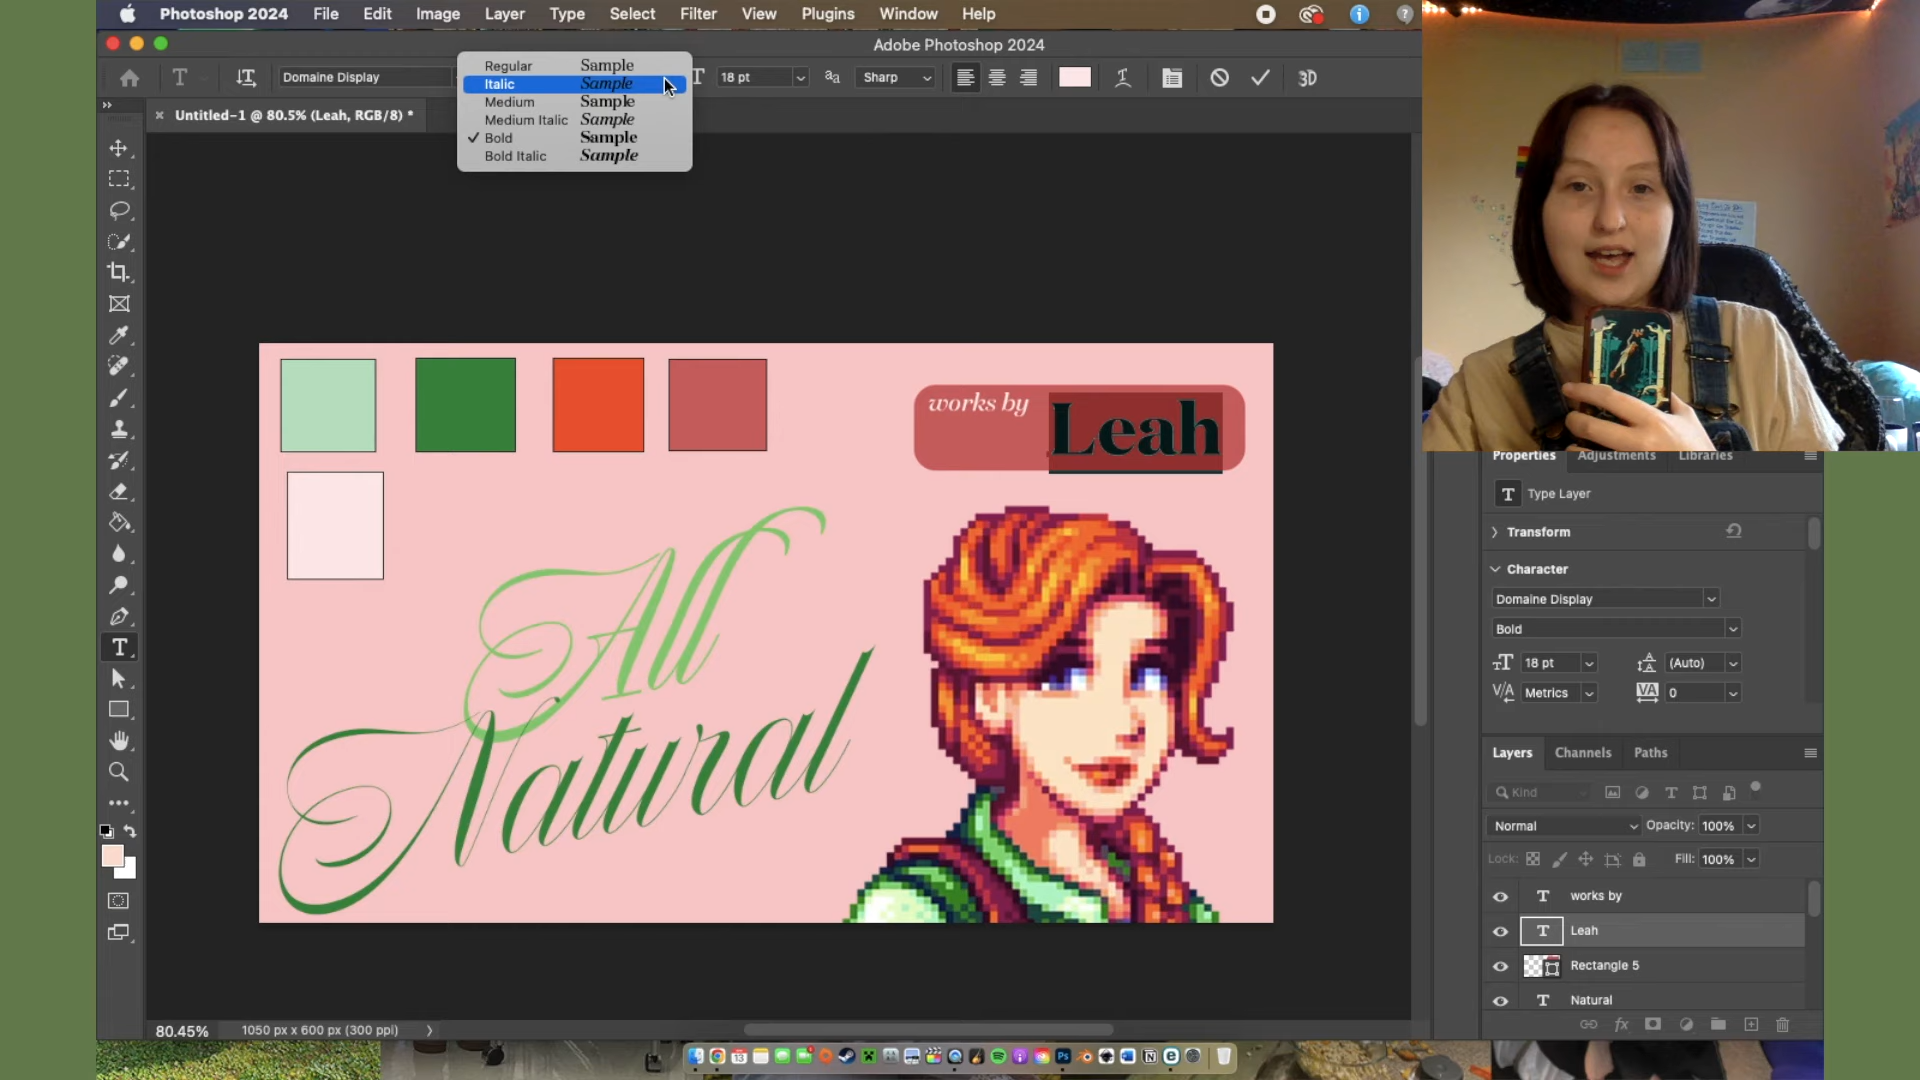 Photoshop 2024 File Edit Image Layer Type Select Filter View Plugins Window Help
Adobe Photoshop 2024
Domaine Display
18 pt
Sharp
3D
Regular Sample
Italic Sample
Medium Sample
Medium Italic Sample
Bold Sample
Bold Italic Sample
Untitled-1 @ 80.5% (Leah, RGB/8) *
works by
Leah
All
Natural
Properties Adjustments Libraries
Type Layer
Transform
Character
Domaine Display
Bold
18 pt (Auto)
Metrics 0
Layers Channels Paths
Kind
Normal Opacity: 100%
Lock: Fill: 100%
works by
Leah
Rectangle 5
Natural
80.45% 1050 px x 600 px (300 ppi)